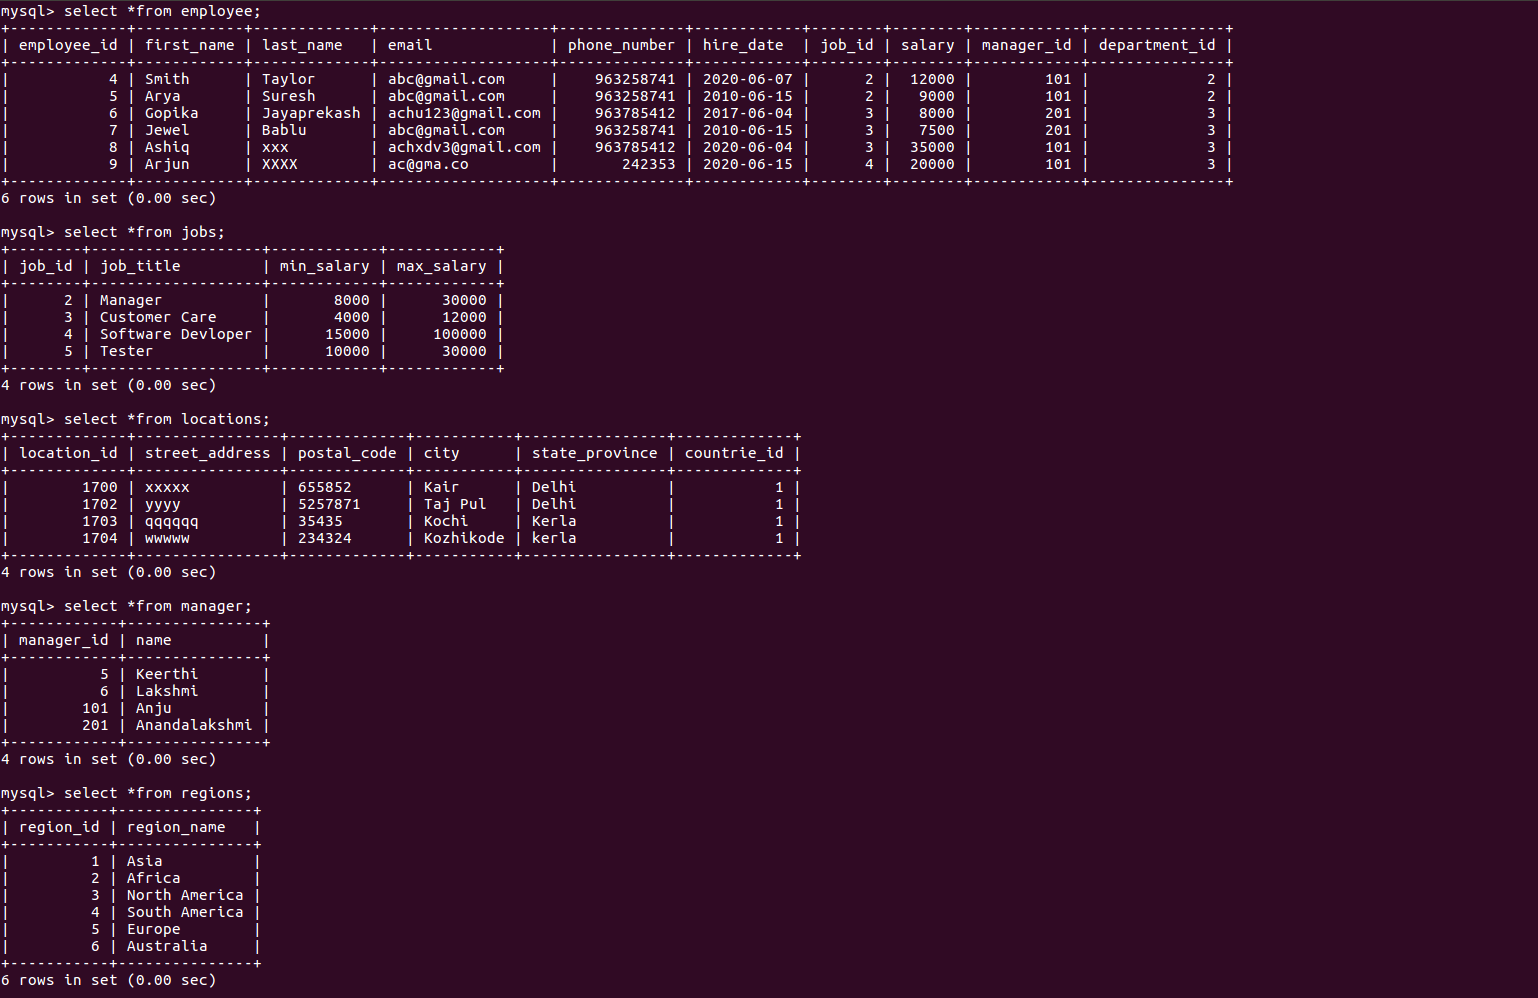 mysql> select *from employee;
+-------------+------------+-------------+-------------------+--------------+------------+--------+--------+------------+---------------+
| employee_id | first_name | last_name   | email             | phone_number | hire_date  | job_id | salary | manager_id | department_id |
+-------------+------------+-------------+-------------------+--------------+------------+--------+--------+------------+---------------+
|           4 | Smith      | Taylor      | abc@gmail.com     |    963258741 | 2020-06-07 |      2 |  12000 |        101 |             2 |
|           5 | Arya       | Suresh      | abc@gmail.com     |    963258741 | 2010-06-15 |      2 |   9000 |        101 |             2 |
|           6 | Gopika     | Jayaprekash | achu123@gmail.com |    963785412 | 2017-06-04 |      3 |   8000 |        201 |             3 |
|           7 | Jewel      | Bablu       | abc@gmail.com     |    963258741 | 2010-06-15 |      3 |   7500 |        201 |             3 |
|           8 | Ashiq      | xxx         | achxdv3@gmail.com |    963785412 | 2020-06-04 |      3 |  35000 |        101 |             3 |
|           9 | Arjun      | XXXX        | ac@gma.co         |       242353 | 2020-06-15 |      4 |  20000 |        101 |             3 |
+-------------+------------+-------------+-------------------+--------------+------------+--------+--------+------------+---------------+
6 rows in set (0.00 sec)
mysql> select *from jobs;
+--------+-------------------+------------+------------+
| job_id | job_title         | min_salary | max_salary |
+--------+-------------------+------------+------------+
|      2 | Manager           |       8000 |      30000 |
|      3 | Customer Care     |       4000 |      12000 |
|      4 | Software Devloper |      15000 |     100000 |
|      5 | Tester            |      10000 |      30000 |
+--------+-------------------+------------+------------+
4 rows in set (0.00 sec)
mysql> select *from locations;
+-------------+----------------+-------------+-----------+----------------+-------------+
| location_id | street_address | postal_code | city      | state_province | countrie_id |
+-------------+----------------+-------------+-----------+----------------+-------------+
|        1700 | xxxxx          | 655852      | Kair      | Delhi          |           1 |
|        1702 | yyyy           | 5257871     | Taj Pul   | Delhi          |           1 |
|        1703 | qqqqqq         | 35435       | Kochi     | Kerla          |           1 |
|        1704 | wwwww          | 234324      | Kozhikode | kerla          |           1 |
+-------------+----------------+-------------+-----------+----------------+-------------+
4 rows in set (0.00 sec)
mysql> select *from manager;
+------------+---------------+
| manager_id | name          |
+------------+---------------+
|          5 | Keerthi       |
|          6 | Lakshmi       |
|        101 | Anju          |
|        201 | Anandalakshmi |
+------------+---------------+
4 rows in set (0.00 sec)
mysql> select *from regions;
+-----------+---------------+
| region_id | region_name   |
+-----------+---------------+
|         1 | Asia          |
|         2 | Africa        |
|         3 | North America |
|         4 | South America |
|         5 | Europe        |
|         6 | Australia     |
+-----------+---------------+
6 rows in set (0.00 sec)